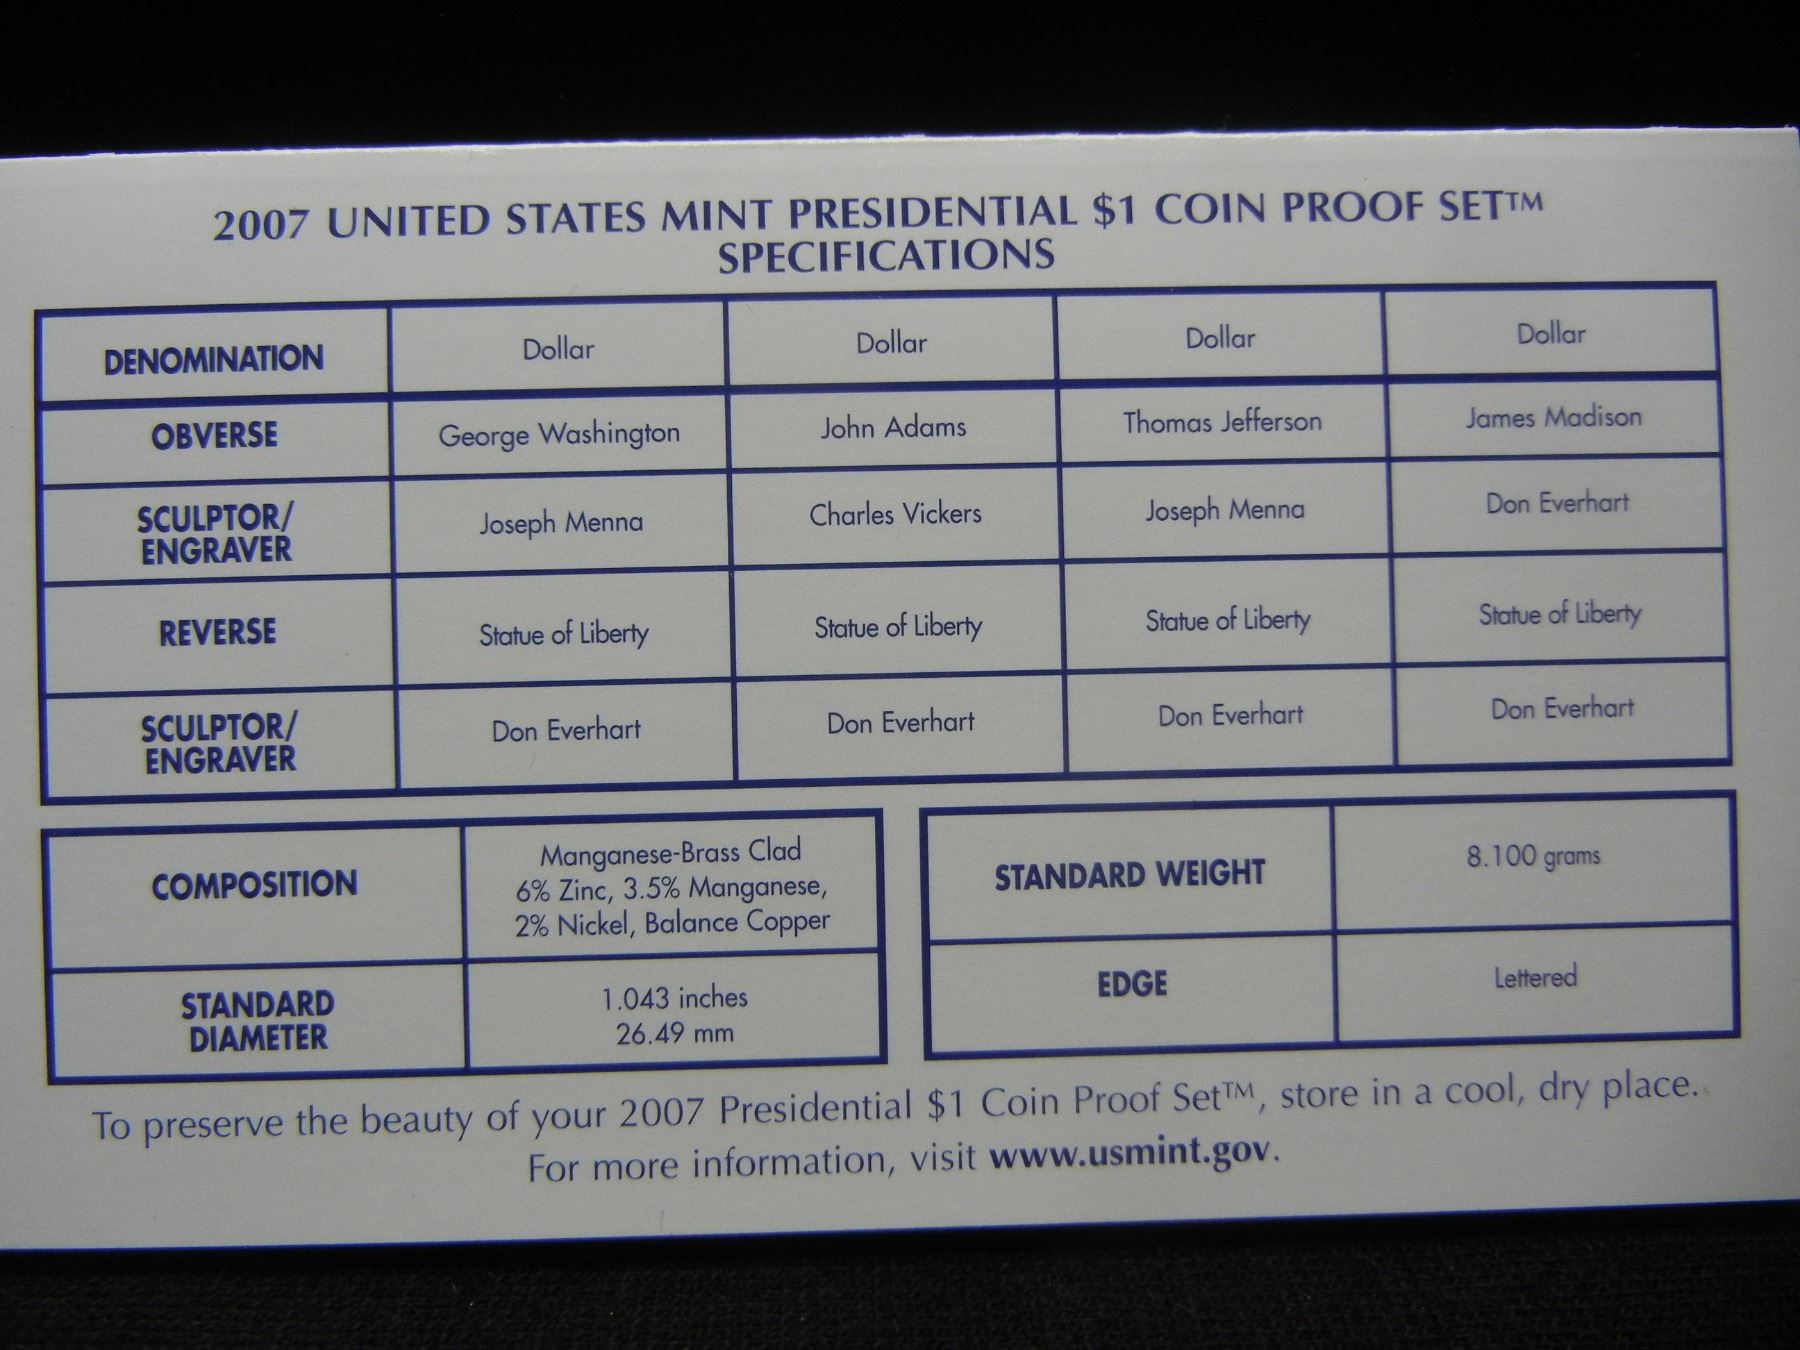 2007 UNITED STATES MINT PRESIDENTIAL $1 COIN PROOF SET™
SPECIFICATIONS
DENOMINATION Dollar Dollar Dollar Dollar
OBVERSE George Washington John Adams Thomas Jefferson James Madison
SCULPTOR/
ENGRAVER Joseph Menna Charles Vickers Joseph Menna Don Everhart
REVERSE Statue of Liberty Statue of Liberty Statue of Liberty Statue of Liberty
SCULPTOR/
ENGRAVER Don Everhart Don Everhart Don Everhart Don Everhart
COMPOSITION
Manganese-Brass Clad
6% Zinc, 3.5% Manganese,
2% Nickel, Balance Copper
STANDARD
DIAMETER
1.043 inches
26.49 mm
STANDARD WEIGHT 8.100 grams
EDGE Lettered
To preserve the beauty of your 2007 Presidential $1 Coin Proof Set™, store in a cool, dry place.
For more information, visit www.usmint.gov.